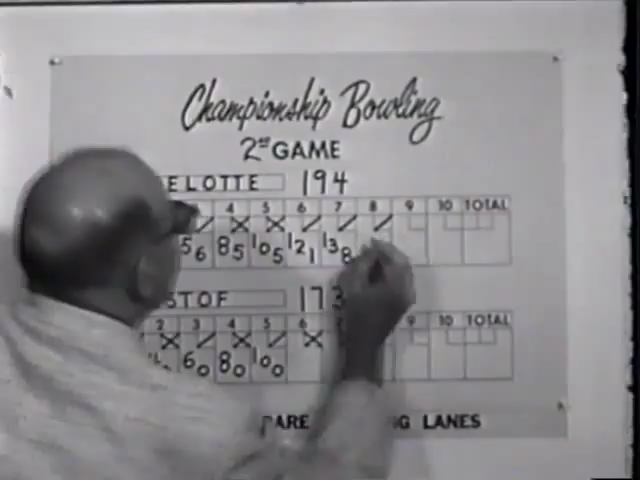 Championship Bowling
2ND GAME
ELOTTE 194
4 5 6 7 8 9 10 TOTAL
56 85 105 121 138
STOF 173
2 3 4 5 6 9 10 TOTAL
60 80 100
LANES